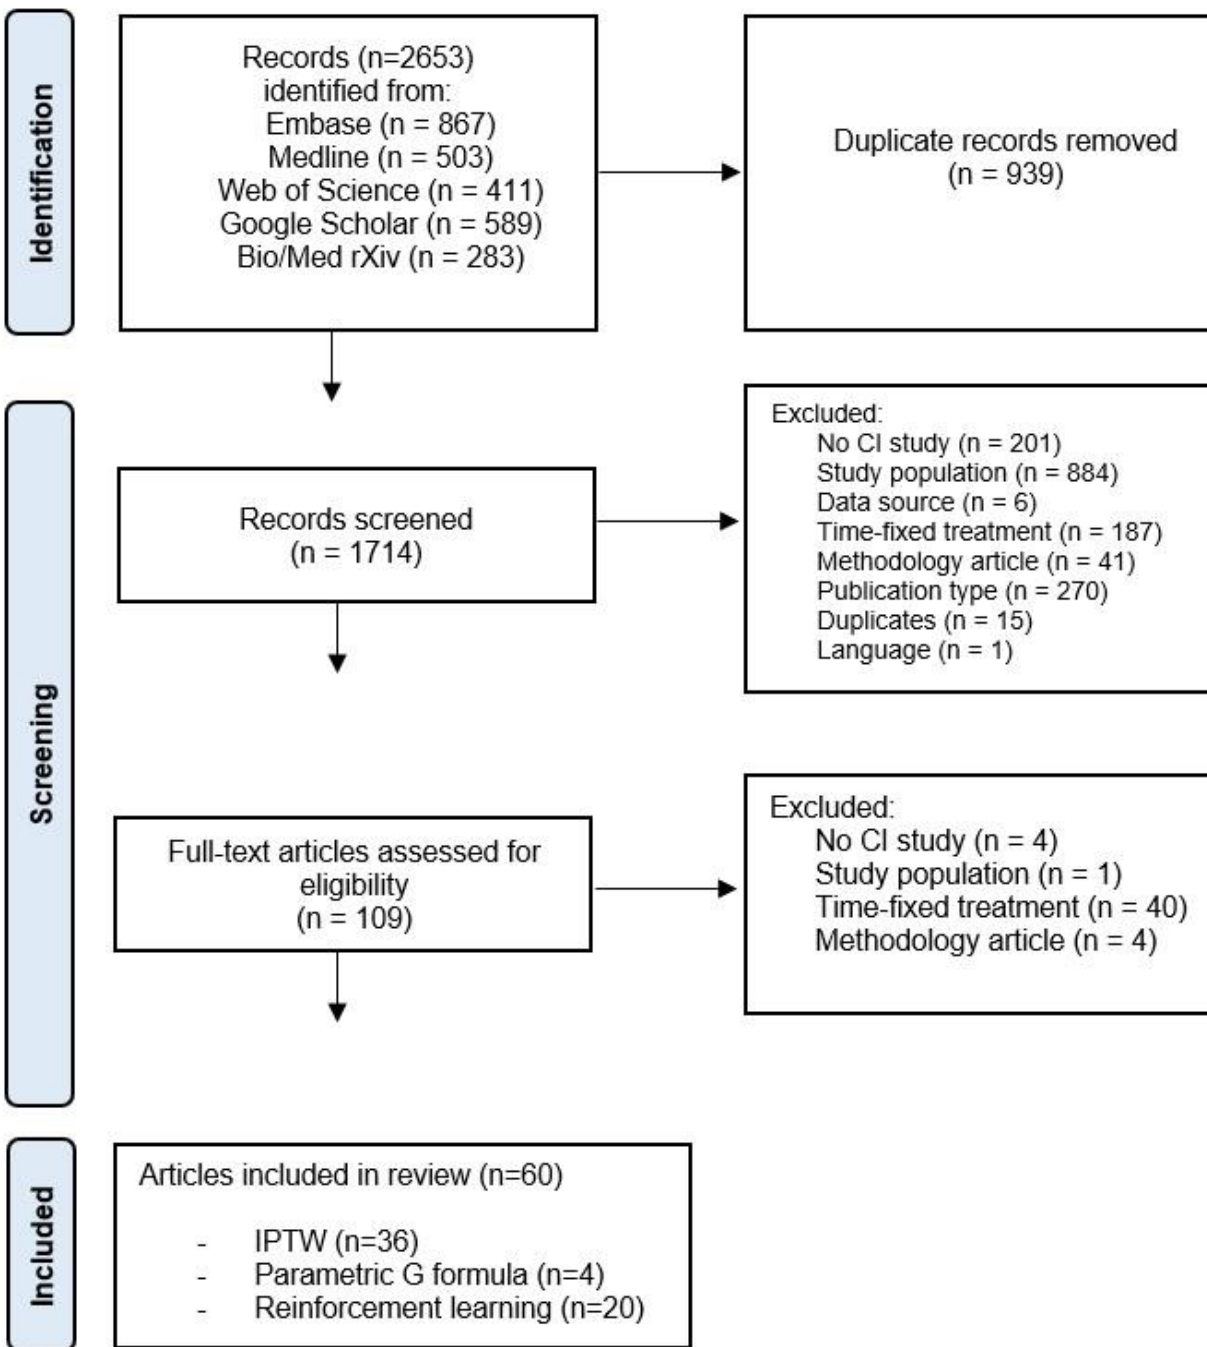 Identification
Records (n=2653)
identified from:
Embase (n = 867)
Medline (n = 503)
Web of Science (n = 411)
Google Scholar (n = 589)
Bio/Med rXiv (n = 283)
Duplicate records removed
(n = 939)
Screening
Records screened
(n = 1714)
Excluded:
No CI study (n = 201)
Study population (n = 884)
Data source (n = 6)
Time-fixed treatment (n = 187)
Methodology article (n = 41)
Publication type (n = 270)
Duplicates (n = 15)
Language (n = 1)
Full-text articles assessed for
eligibility
(n = 109)
Excluded:
No CI study (n = 4)
Study population (n = 1)
Time-fixed treatment (n = 40)
Methodology article (n = 4)
Included
Articles included in review (n=60)
- IPTW (n=36)
- Parametric G formula (n=4)
- Reinforcement learning (n=20)